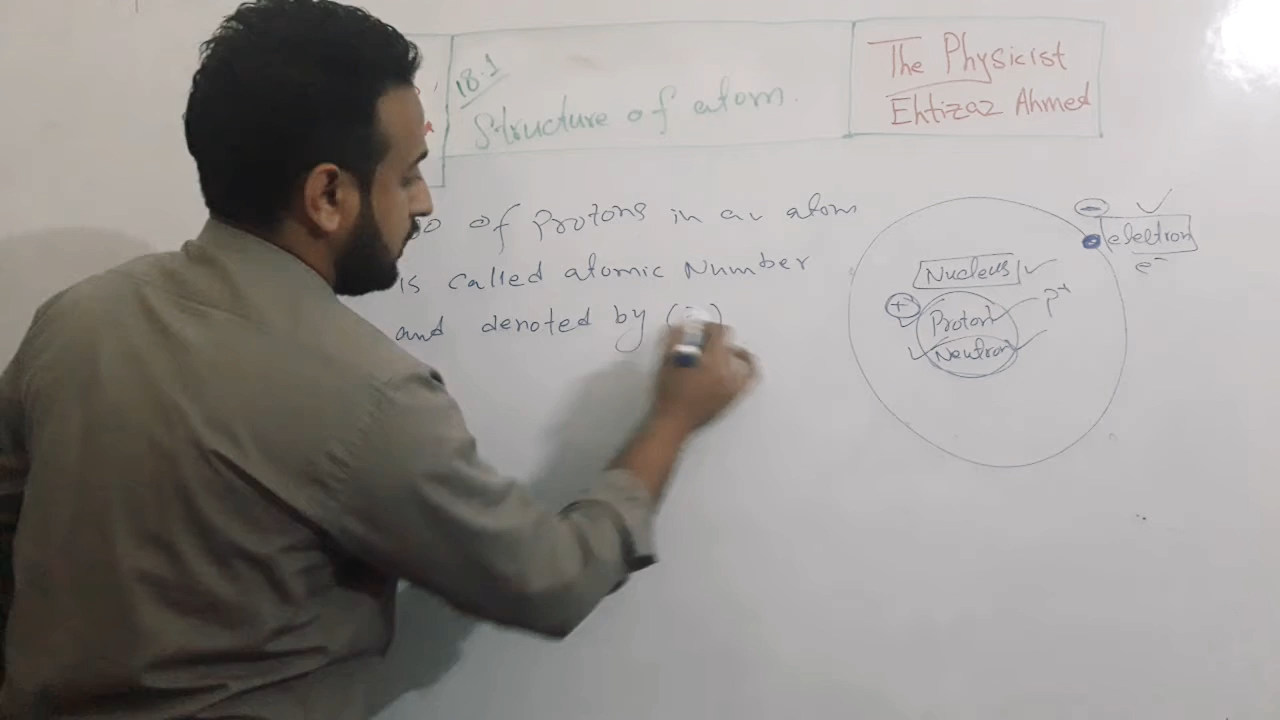 18.1
Structure of atom.
The Physicist
Ehtizaz Ahmed
of Protons in an atom
is called atomic Number
and denoted by (
Nucleus
+
Proton
P+
Neutron
-
eleltron
e-